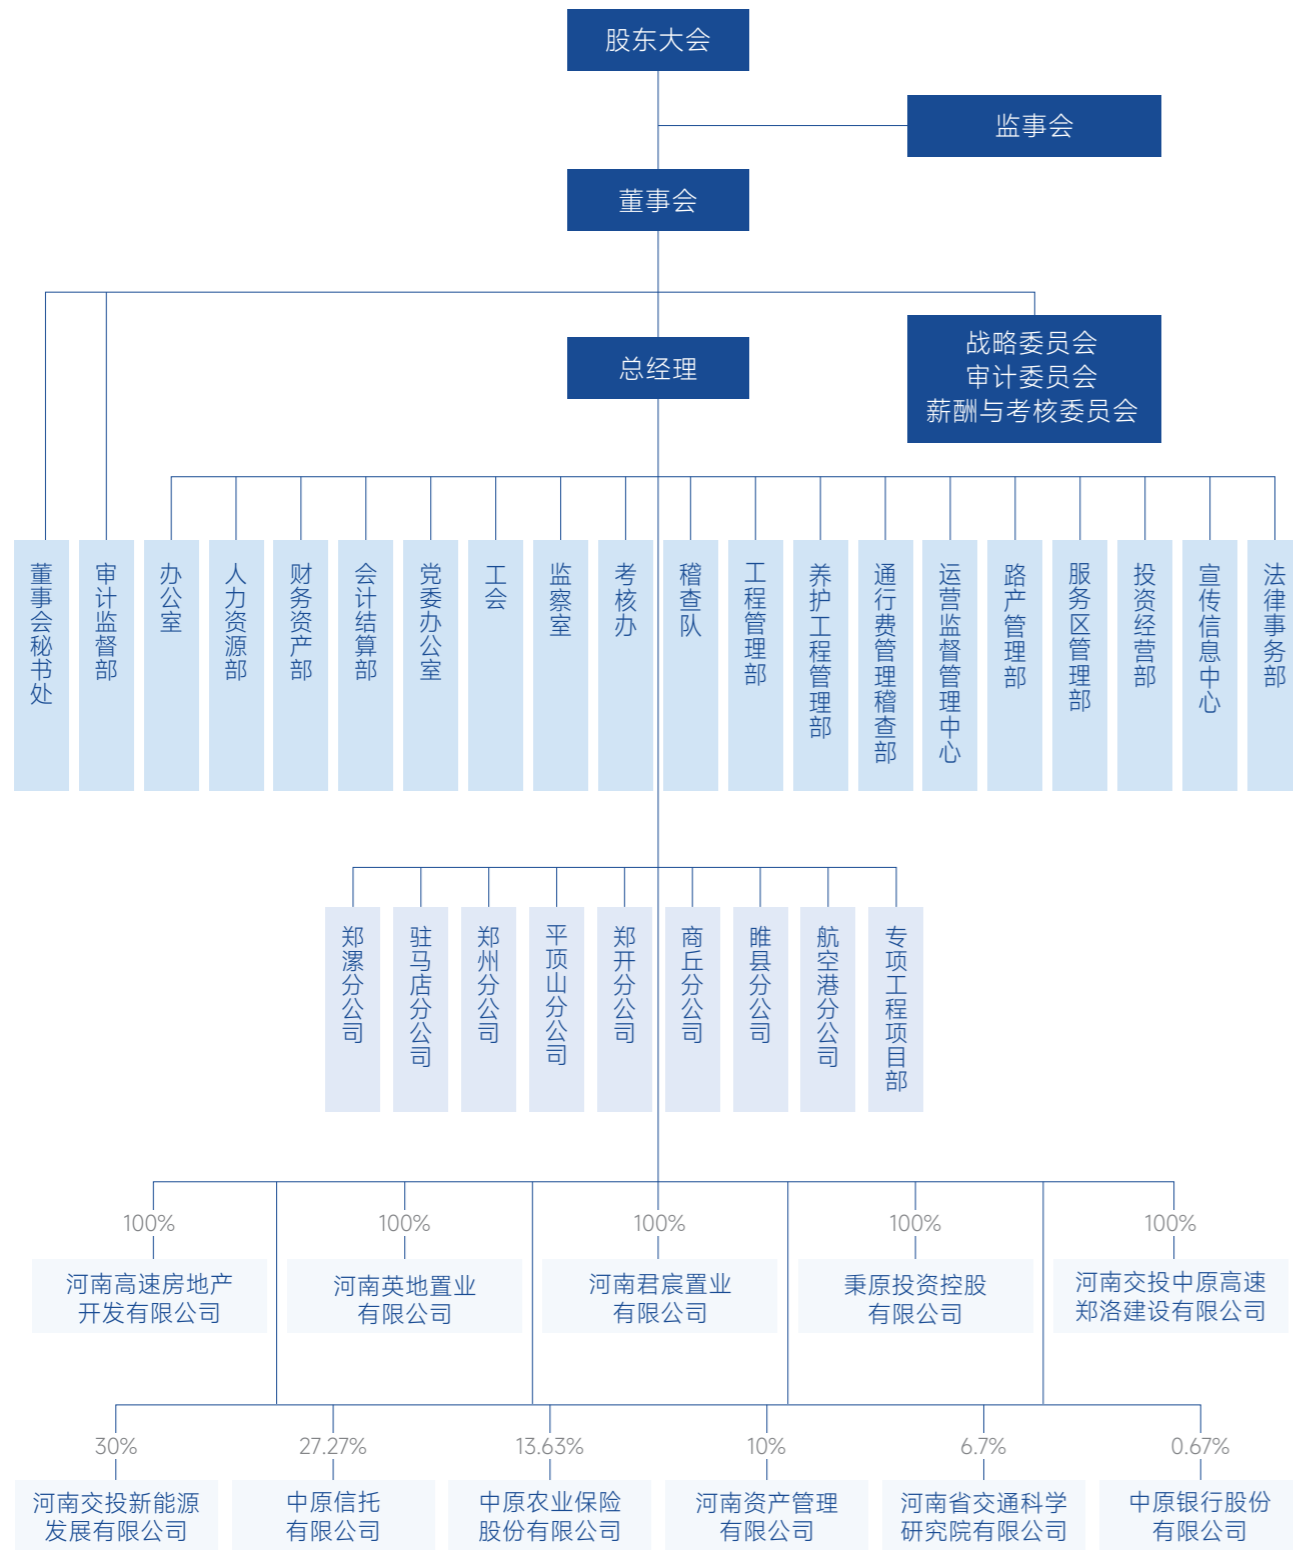 股东大会
监事会
董事会
总经理
战略委员会
审计委员会
薪酬与考核委员会
董事会秘书处
审计监督部
办公室
人力资源部
财务资产部
会计结算部
党委办公室
工会
监察室
考核办
稽查队
工程管理部
养护工程管理部
通行费管理稽查部
运营监督管理中心
路产管理部
服务区管理部
投资经营部
宣传信息中心
法律事务部
郑漯分公司
驻马店分公司
郑州分公司
平顶山分公司
郑开分公司
商丘分公司
睢县分公司
航空港分公司
专项工程项目部
100%
100%
100%
100%
100%
河南高速房地产
开发有限公司
河南英地置业
有限公司
河南君宸置业
有限公司
秉原投资控股
有限公司
河南交投中原高速
郑洛建设有限公司
30%
27.27%
13.63%
10%
6.7%
0.67%
河南交投新能源
发展有限公司
中原信托
有限公司
中原农业保险
股份有限公司
河南资产管理
有限公司
河南省交通科学
研究院有限公司
中原银行股份
有限公司